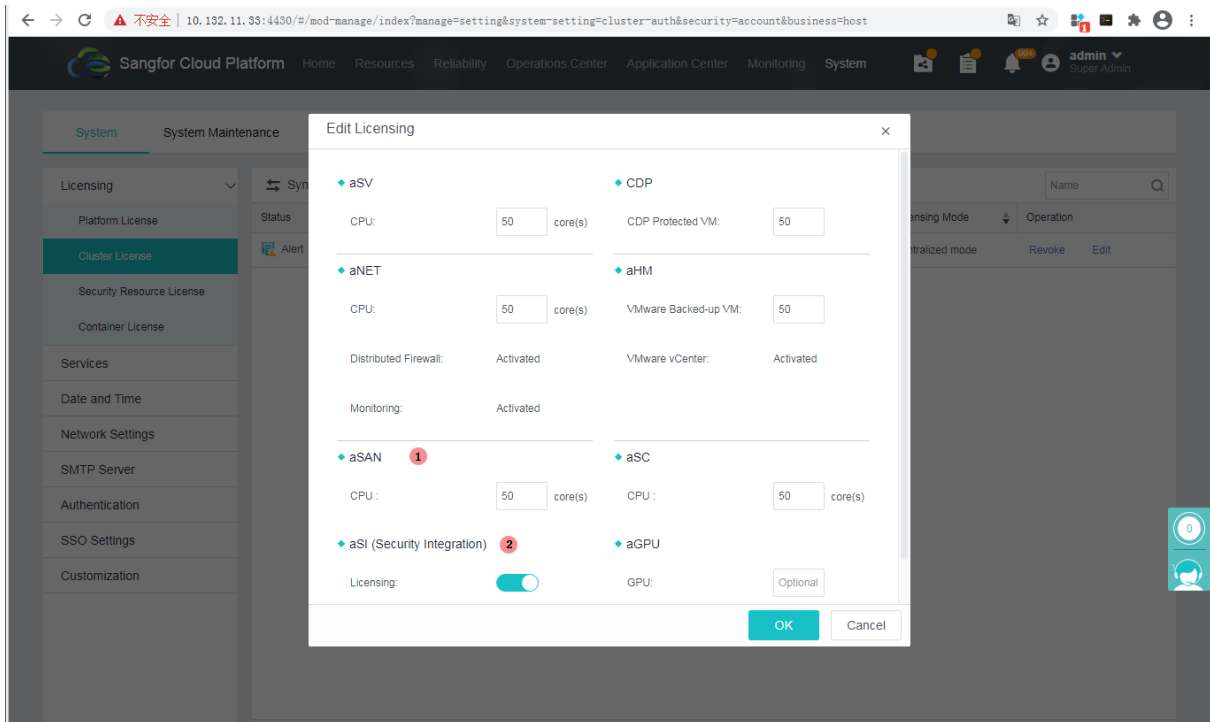 不安全 | 10.132.11.33:4430/#/mod-manage/index?manage=setting&system-setting=cluster-auth&security=account&business=host
1
Sangfor Cloud Platform Home Resources Reliability Operations Center Application Center Monitoring System 99+ admin
Super Admin
System System Maintenance
Edit Licensing ×
Licensing
Syn
Name
Platform License
Status
ensing Mode Operation
Cluster License
Alert
ntralized mode Revoke Edit
Security Resource License
Container License
Services
Date and Time
Network Settings
SMTP Server
Authentication
SSO Settings
Customization
aSV CDP
CPU: 50 core(s) CDP Protected VM: 50
aNET aHM
CPU: 50 core(s) VMware Backed-up VM: 50
Distributed Firewall: Activated VMware vCenter: Activated
Monitoring: Activated
aSAN 1 aSC
CPU : 50 core(s) CPU : 50 core(s)
aSI (Security Integration) 2 aGPU
Licensing: GPU: Optional
OK Cancel
0